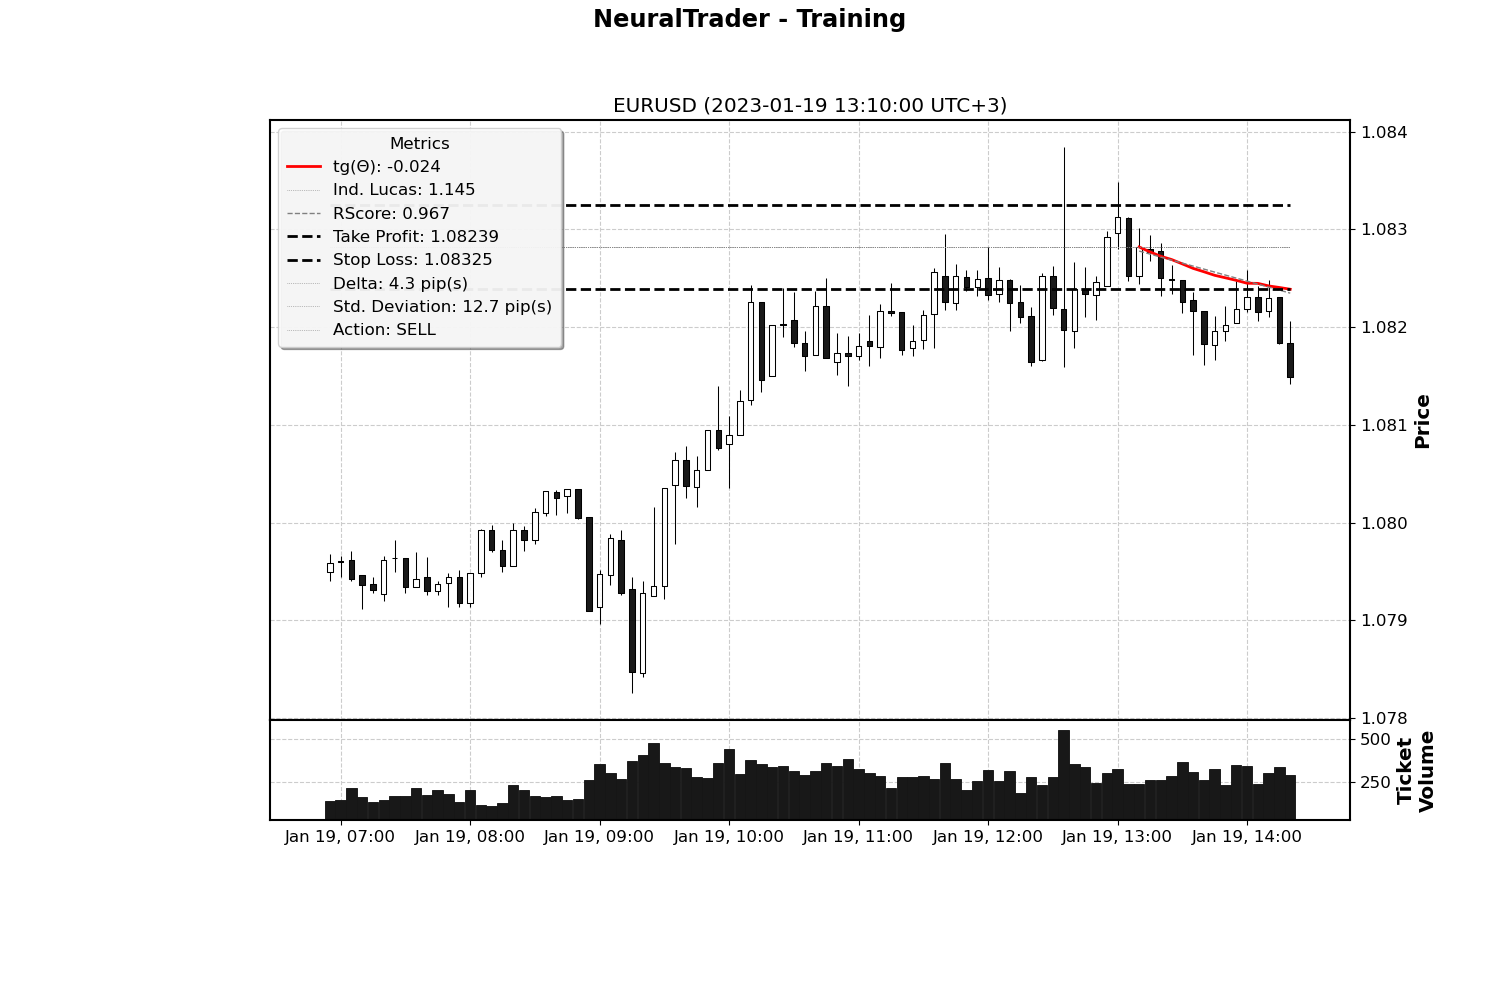 NeuralTrader - Training
EURUSD (2023-01-19 13:10:00 UTC+3)
Metrics
tg(Θ): -0.024
Ind. Lucas: 1.145
RScore: 0.967
Take Profit: 1.08239
Stop Loss: 1.08325
Delta: 4.3 pip(s)
Std. Deviation: 12.7 pip(s)
Action: SELL
1.084
1.083
1.082
1.081
1.080
1.079
1.078
Price
500
250
Ticket
Volume
Jan 19, 07:00
Jan 19, 08:00
Jan 19, 09:00
Jan 19, 10:00
Jan 19, 11:00
Jan 19, 12:00
Jan 19, 13:00
Jan 19, 14:00